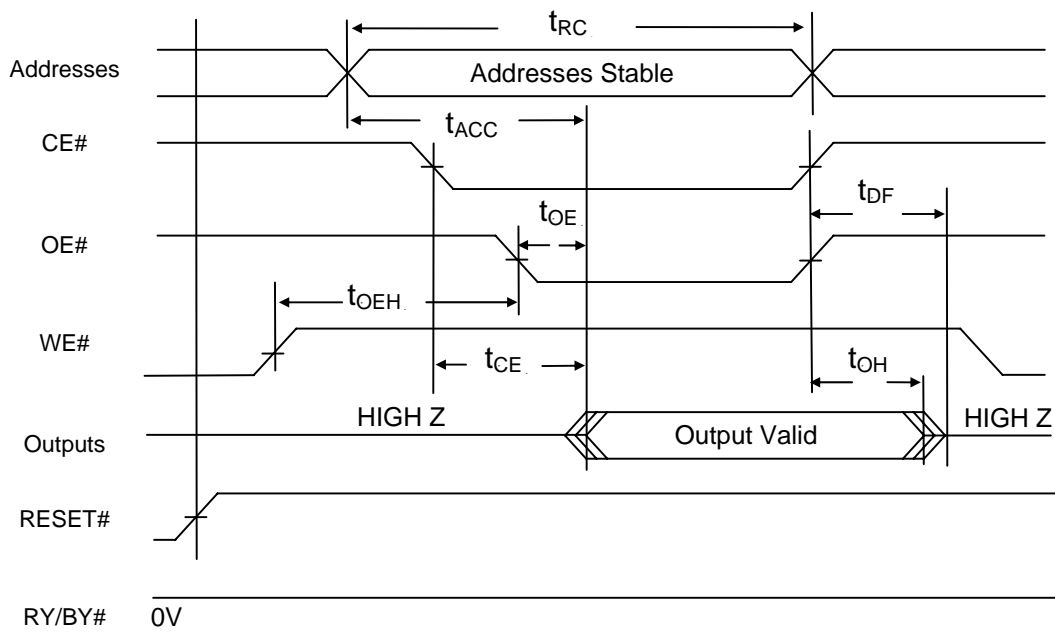 tRC
Addresses
Addresses Stable
tACC
CE#
tDF
tOE
OE#
tOEH
WE#
tCE
tOH
HIGH Z
HIGH Z
Outputs
Output Valid
RESET#
RY/BY#
0V